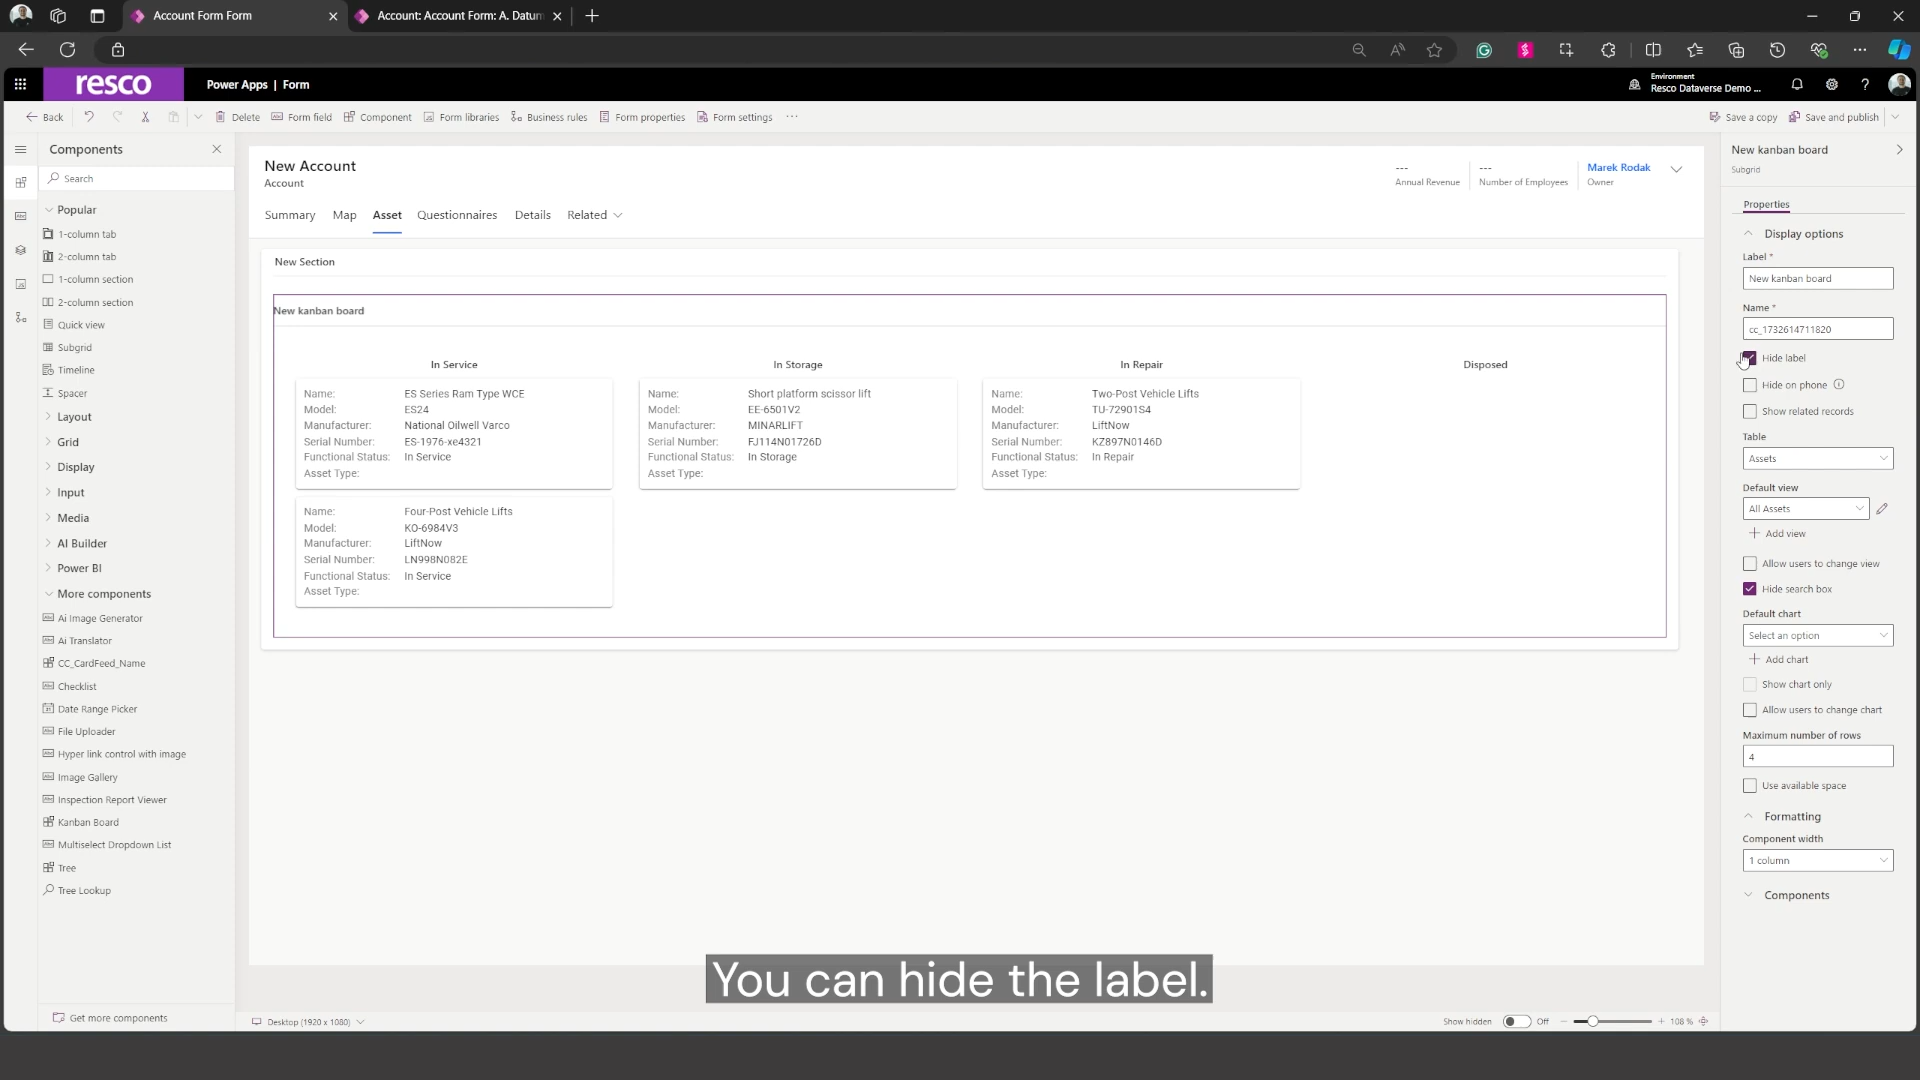 Account Form Form
Account: Account Form: A. Datum
resco
Power Apps | Form
Environment
Resco Dataverse Demo ...
Back
Delete
Form field
Component
Form libraries
Business rules
Form properties
Form settings
Save a copy
Save and publish
Components
Search
Popular
1-column tab
2-column tab
1-column section
2-column section
Quick view
Subgrid
Timeline
Spacer
Layout
Grid
Display
Input
Media
AI Builder
Power BI
More components
Ai Image Generator
Ai Translator
CC_CardFeed_Name
Checklist
Date Range Picker
File Uploader
Hyper link control with image
Image Gallery
Inspection Report Viewer
Kanban Board
Multiselect Dropdown List
Tree
Tree Lookup
Get more components
New Account
Account
---
Annual Revenue
---
Number of Employees
Marek Rodak
Owner
Summary
Map
Asset
Questionnaires
Details
Related
New Section
New kanban board
In Service
In Storage
In Repair
Disposed
Name: ES Series Ram Type WCE
Model: ES24
Manufacturer: National Oilwell Varco
Serial Number: ES-1976-xe4321
Functional Status: In Service
Asset Type:
Name: Short platform scissor lift
Model: EE-6501V2
Manufacturer: MINARLIFT
Serial Number: FJ114N01726D
Functional Status: In Storage
Asset Type:
Name: Two-Post Vehicle Lifts
Model: TU-72901S4
Manufacturer: LiftNow
Serial Number: KZ897N0146D
Functional Status: In Repair
Asset Type:
Name: Four-Post Vehicle Lifts
Model: KO-6984V3
Manufacturer: LiftNow
Serial Number: LN998N082E
Functional Status: In Service
Asset Type:
New kanban board
Subgrid
Properties
Display options
Label *
New kanban board
Name *
cc_1732614711820
Hide label
Hide on phone
Show related records
Table
Assets
Default view
All Assets
Add view
Allow users to change view
Hide search box
Default chart
Select an option
Add chart
Show chart only
Allow users to change chart
Maximum number of rows
4
Use available space
Formatting
Component width
1 column
Components
You can hide the label.
Desktop (1920 x 1080)
Show hidden
Off
108 %